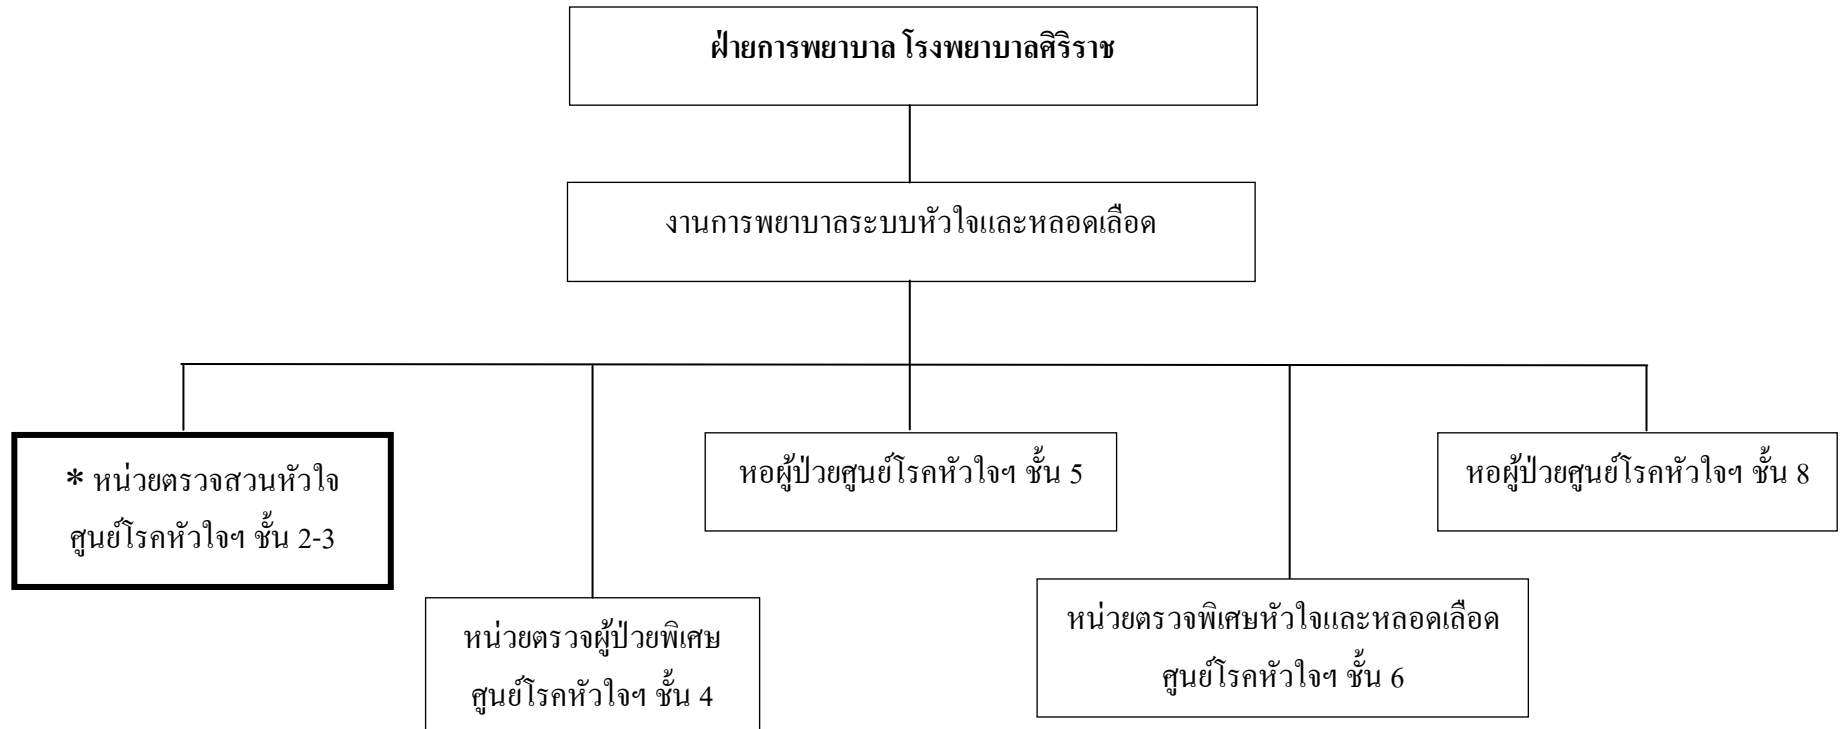 ฝ่ายการพยาบาล โรงพยาบาลศิริราช
งานการพยาบาลระบบหัวใจและหลอดเลือด
* หน่วยตรวจสวนหัวใจ
ศูนย์โรคหัวใจฯ ชั้น 2-3
หน่วยตรวจผู้ป่วยพิเศษ
ศูนย์โรคหัวใจฯ ชั้น 4
หอผู้ป่วยศูนย์โรคหัวใจฯ ชั้น 5
หน่วยตรวจพิเศษหัวใจและหลอดเลือด
ศูนย์โรคหัวใจฯ ชั้น 6
หอผู้ป่วยศูนย์โรคหัวใจฯ ชั้น 8